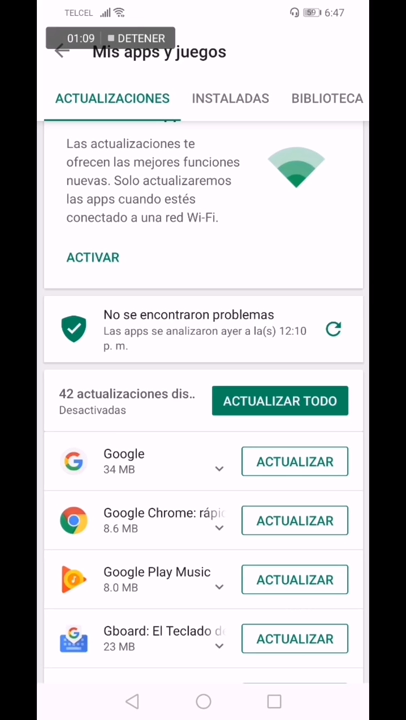 TELCEL
6:47
01:09 DETENER
Mis apps y juegos
ACTUALIZACIONES INSTALADAS BIBLIOTECA
Las actualizaciones te
ofrecen las mejores funciones
nuevas. Solo actualizaremos
las apps cuando estés
conectado a una red Wi-Fi.
ACTIVAR
No se encontraron problemas
Las apps se analizaron ayer a la(s) 12:10
p. m.
42 actualizaciones dis..
Desactivadas
ACTUALIZAR TODO
Google
34 MB
ACTUALIZAR
Google Chrome: rápi
8.6 MB
ACTUALIZAR
Google Play Music
8.0 MB
ACTUALIZAR
Gboard: El Teclado d
23 MB
ACTUALIZAR